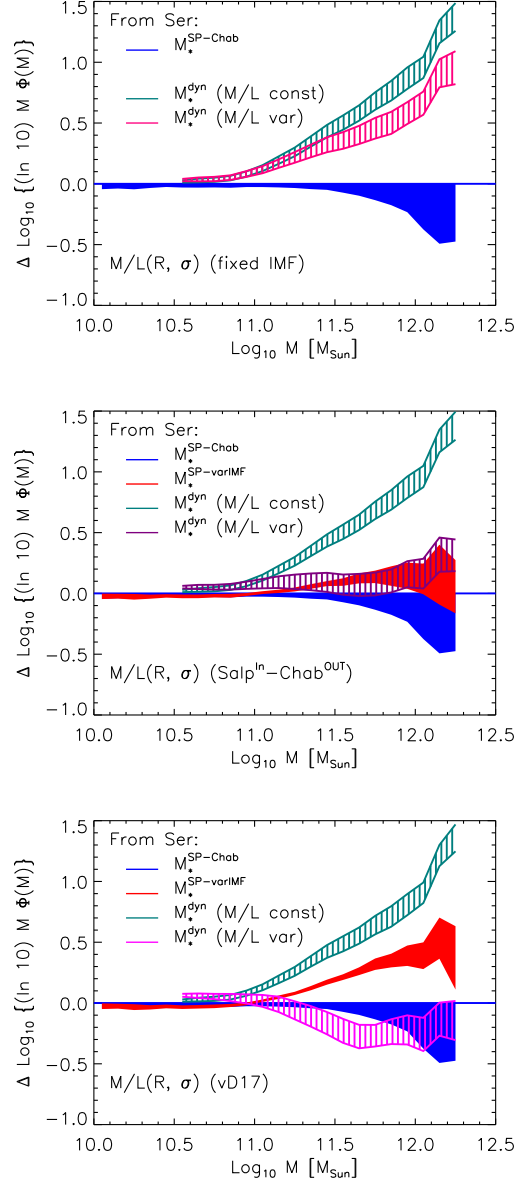 From Ser:
M*^SP-Chab
M*^dyn (M/L const)
M*^dyn (M/L var)
1.5
1.0
0.5
0.0
−0.5
−1.0
Δ Log10 {(ln 10) M Φ(M)}
M/L(R, σ) (fixed IMF)
10.0 10.5 11.0 11.5 12.0 12.5
Log10 M [MSun]
From Ser:
M*^SP-Chab
M*^SP-varIMF
M*^dyn (M/L const)
M*^dyn (M/L var)
1.5
1.0
0.5
0.0
−0.5
−1.0
Δ Log10 {(ln 10) M Φ(M)}
M/L(R, σ) (Salp^In−Chab^OUT)
10.0 10.5 11.0 11.5 12.0 12.5
Log10 M [MSun]
From Ser:
M*^SP-Chab
M*^SP-varIMF
M*^dyn (M/L const)
M*^dyn (M/L var)
1.5
1.0
0.5
0.0
−0.5
−1.0
Δ Log10 {(ln 10) M Φ(M)}
M/L(R, σ) (vD17)
10.0 10.5 11.0 11.5 12.0 12.5
Log10 M [MSun]